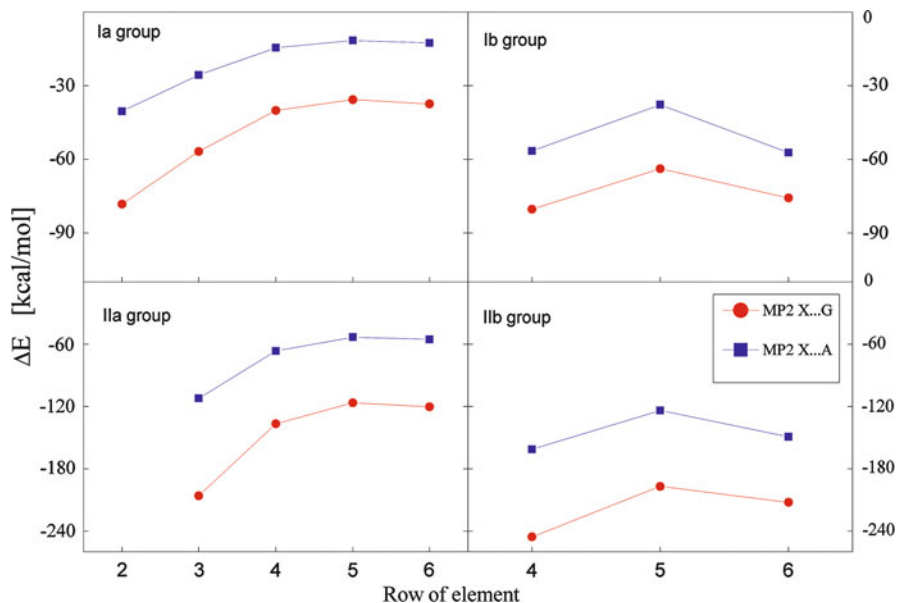 Ia group
Ib group
0
-30
-30
-60
-60
-90
-90
0
IIa group
IIb group
MP2 X...G
MP2 X...A
-60
-60
-120
-120
-180
-180
-240
-240
2 3 4 5 6 4 5 6
Row of element
ΔE [kcal/mol]